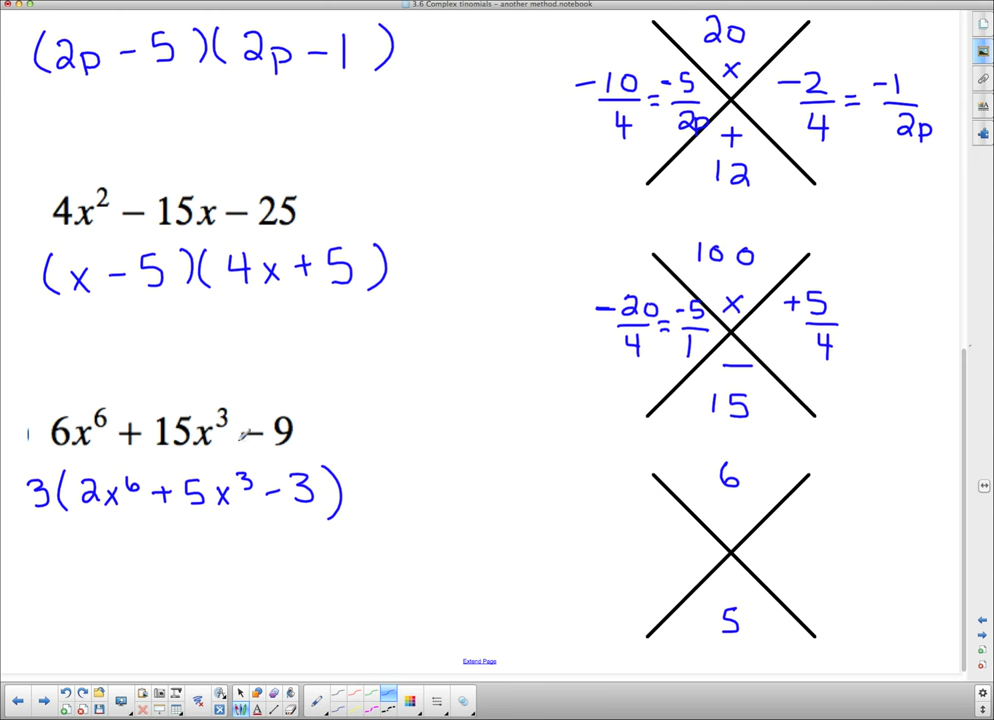 3.6 Complex tinomials – another method.notebook
(2p - 5)(2p - 1)
20
x
-10/4 = -5/2p
-2/4 = -1/2p
+
12
4x² − 15x − 25
(x - 5)(4x + 5)
100
x
-20/4 = -5/1
+5/4
−
15
6x⁶ + 15x³ − 9
3(2x⁶ + 5x³ - 3)
6
5
Extend Page
A